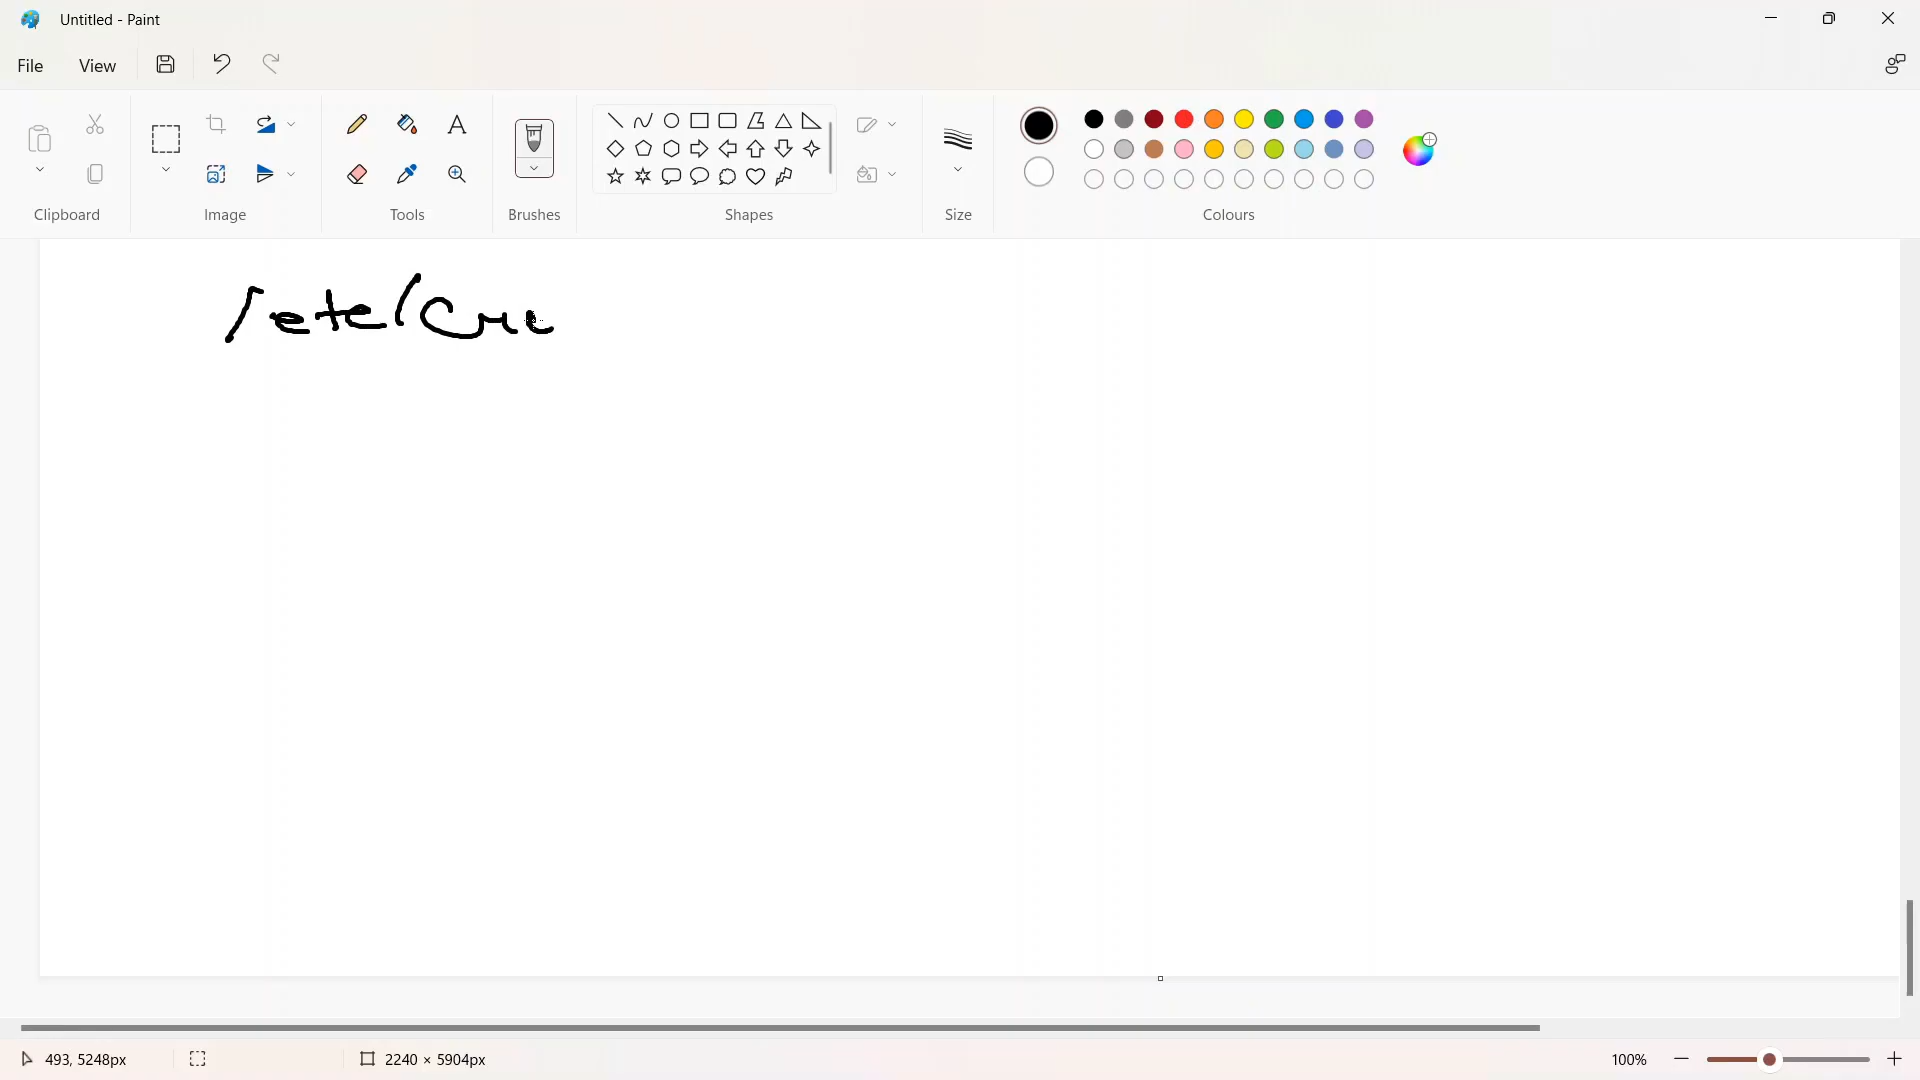 Untitled - Paint
File View
Clipboard Image Tools Brushes Shapes Size Colours
493, 5248px 2240 × 5904px 100%